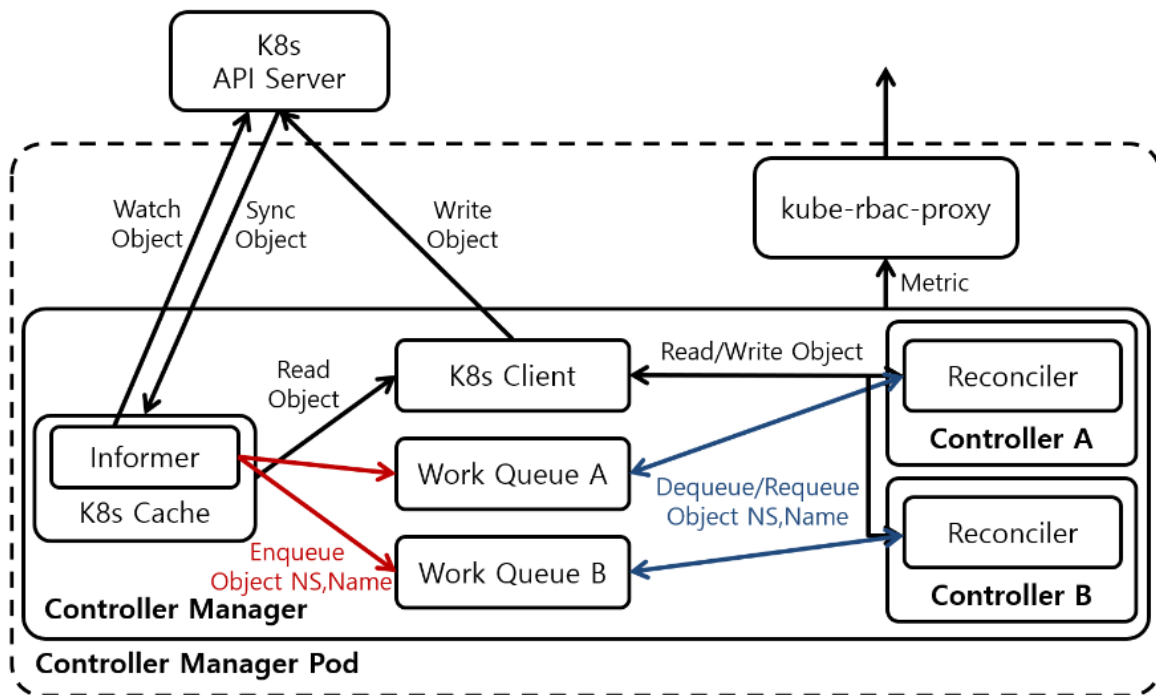 K8s
API Server
Watch
Object
Sync
Object
Write
Object
kube-rbac-proxy
Metric
Read
Object
K8s Client
Read/Write Object
Reconciler
Controller A
Informer
K8s Cache
Work Queue A
Dequeue/Requeue
Object NS,Name
Enqueue
Object NS,Name
Work Queue B
Reconciler
Controller B
Controller Manager
Controller Manager Pod